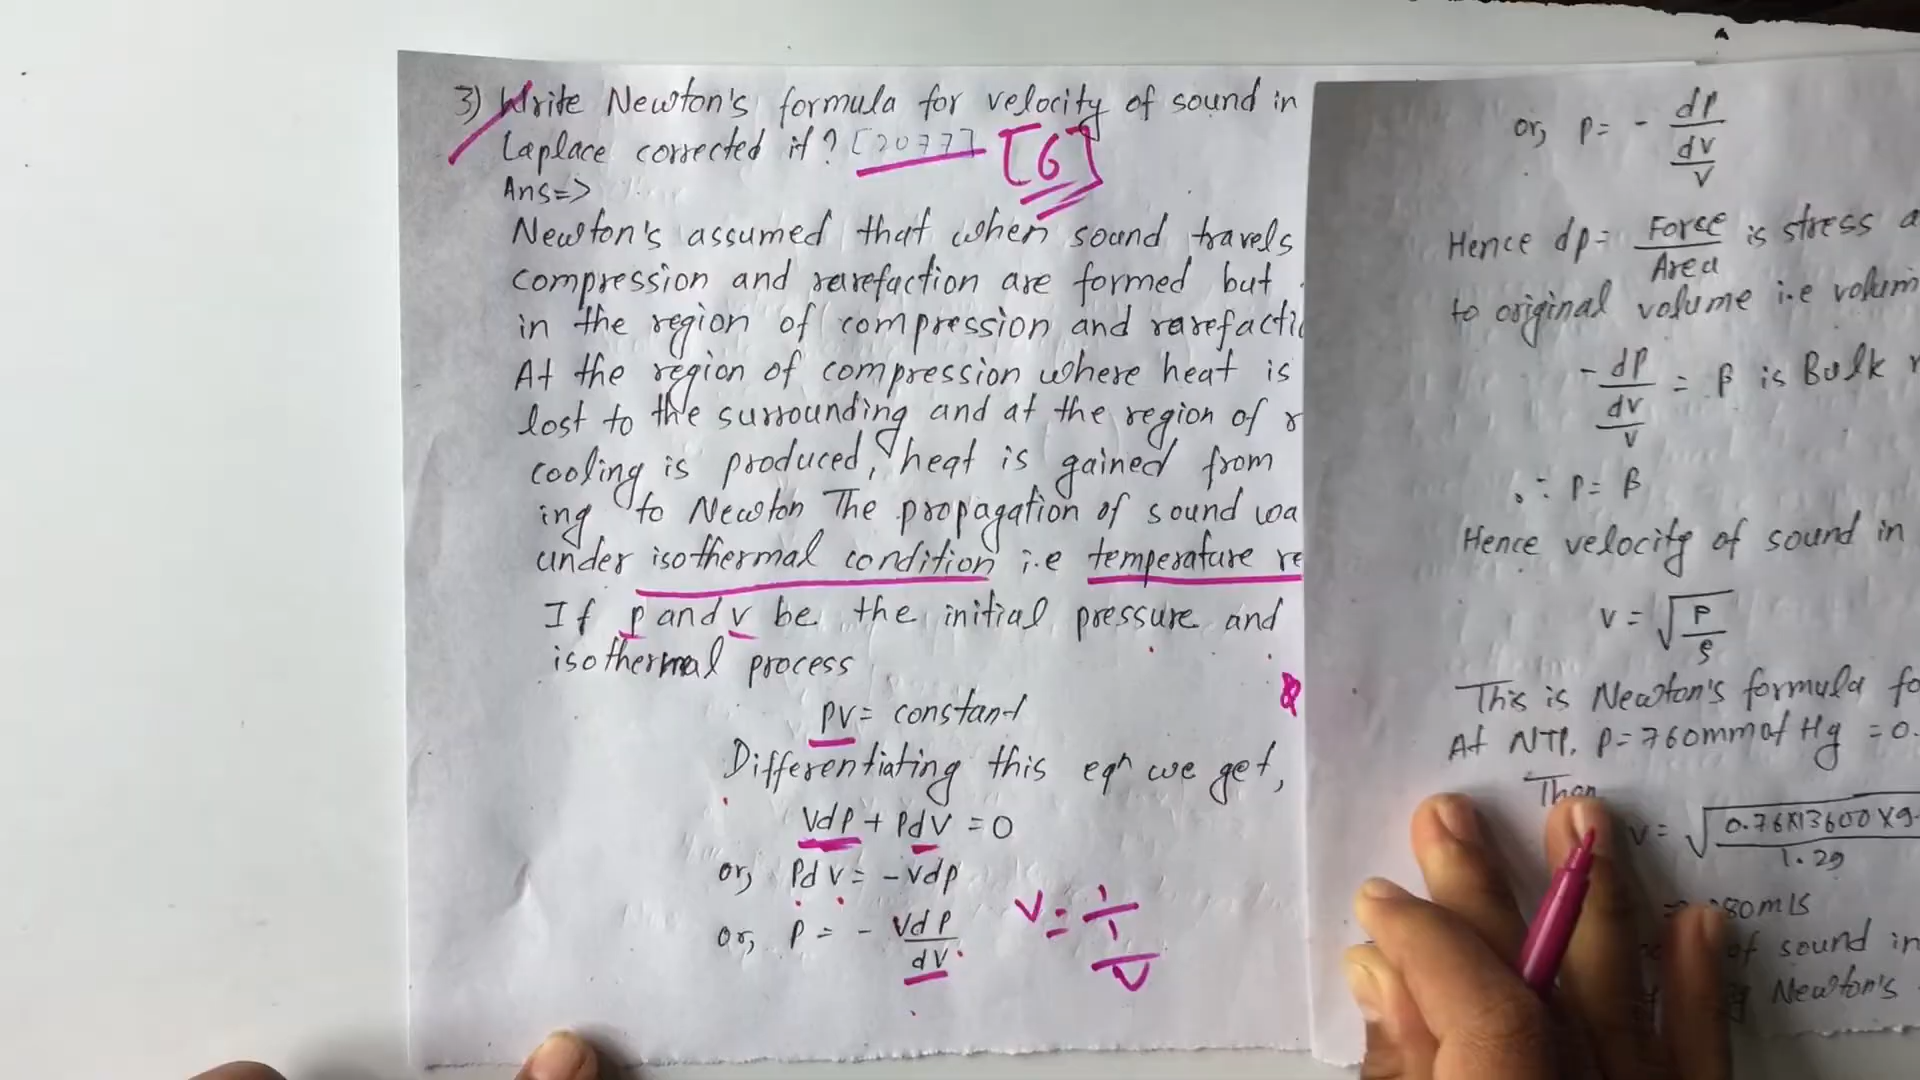 3) Write Newton's formula for velocity of sound in
Laplace corrected it? [2077] [6]
Ans=>
Newton's assumed that when sound travels
compression and rarefaction are formed but
in the region of compression and rarefacti
At the region of compression where heat is
lost to the surrounding and at the region of r
cooling is produced, heat is gained from
ing to Newton The propagation of sound wa
under isothermal condition i.e temperature re
If p and v be the initial pressure and
isothermal process
PV = constant
Differentiating this eqn we get,
Vdp + PdV = 0
or, Pdv = -vdp
or, P = - VdP/dV
V = 1/(1/V)
or, P = - dP/(dV/V)
Hence dp = Force/Area is stress a
to original volume i.e volum
- dP/(dV/V) = β is Bulk
∵ P = β
Hence velocity of sound in
v = √(P/ρ)
This is Newton's formula fo
At NTP, P = 760mm of Hg = 0.
Then
v = √(0.76X13600X9./1.29)
80m/s
of sound in
Newton's